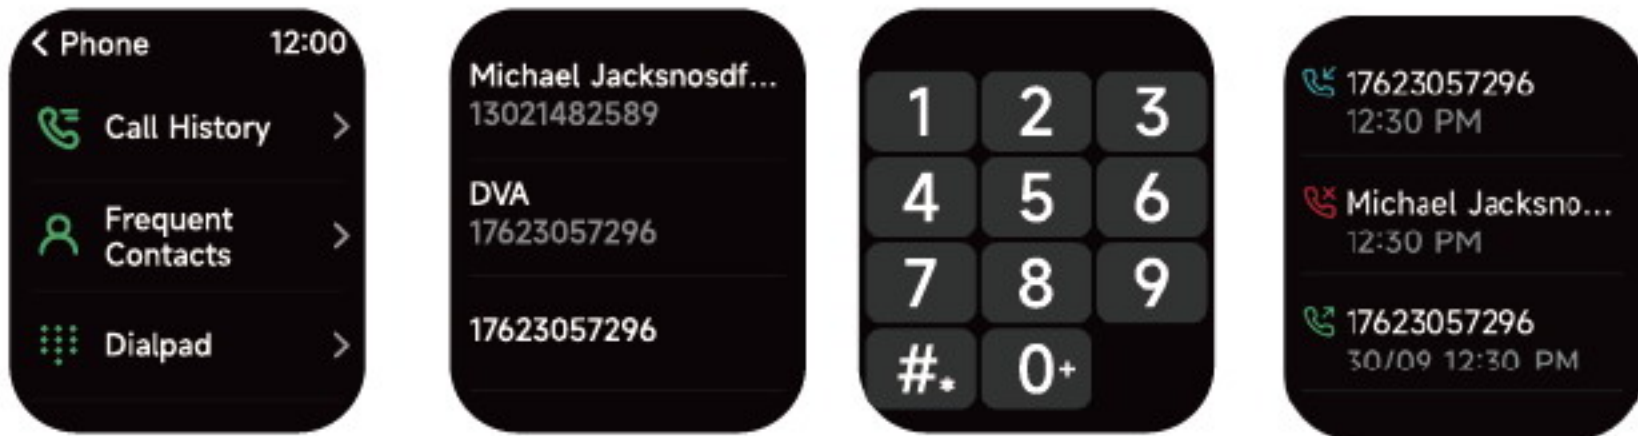 Phone 12:00
Call History
Frequent
Contacts
Dialpad
Michael Jacksnosdf...
13021482589
DVA
17623057296
17623057296
1 2 3
4 5 6
7 8 9
#* 0+
17623057296
12:30 PM
Michael Jacksno...
12:30 PM
17623057296
30/09 12:30 PM